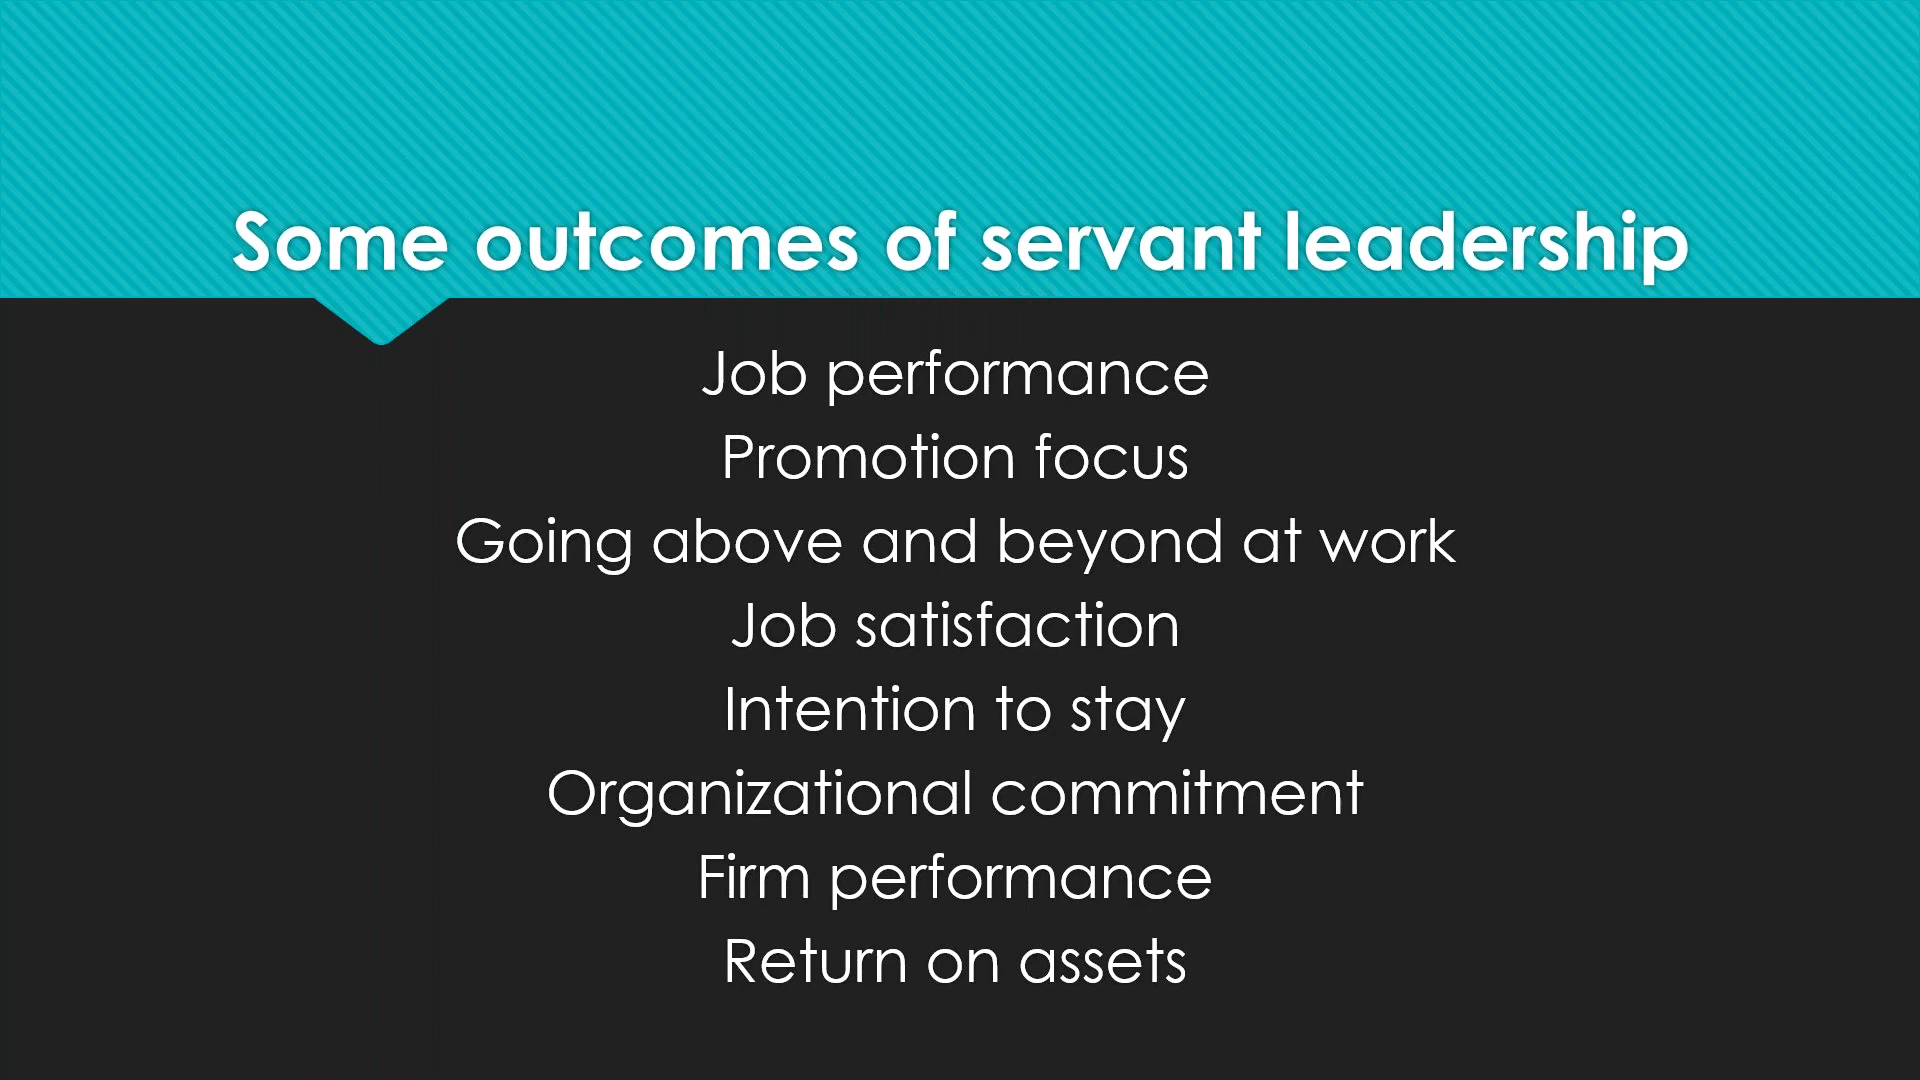 Some outcomes of servant leadership
Job performance
Promotion focus
Going above and beyond at work
Job satisfaction
Intention to stay
Organizational commitment
Firm performance
Return on assets